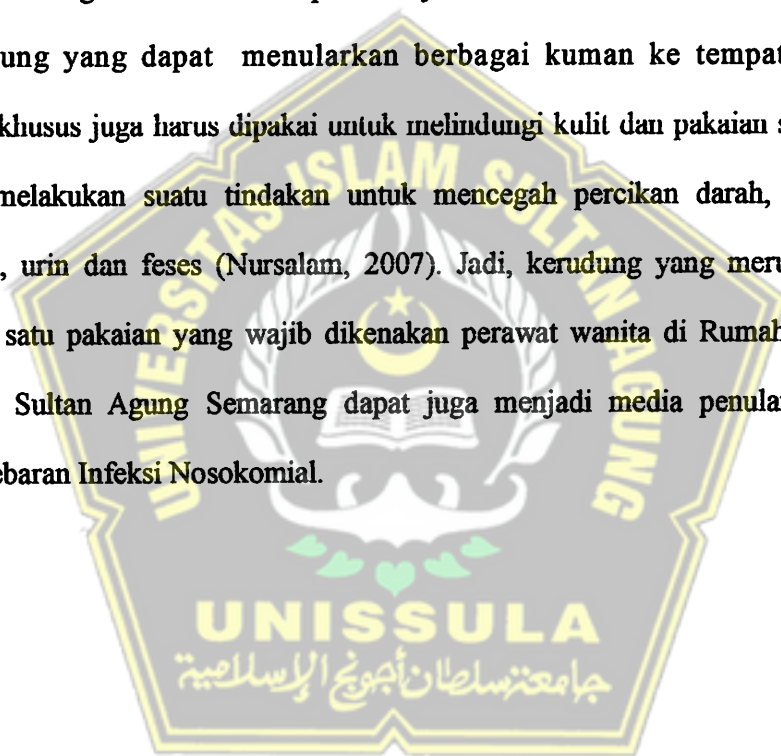 ung yang dapat menularkan berbagai kuman ke tempat
khusus juga harus dipakai untuk melindungi kulit dan pakaian
melakukan suatu tindakan untuk mencegah percikan darah,
, urin dan feses (Nursalam, 2007). Jadi, kerudung yang
satu pakaian yang wajib dikenakan perawat wanita di Rumah
Sultan Agung Semarang dapat juga menjadi media
ebaran Infeksi Nosokomial.
UNIVERSITAS ISLAM SULTAN AGUNG
UNISSULA
جامعة سلطان أجونج الإسلامية